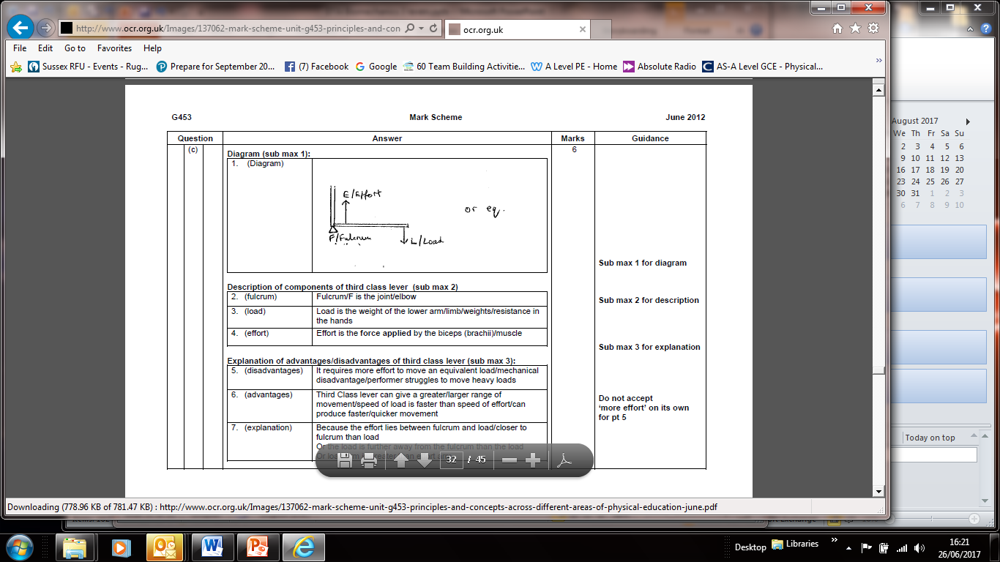 http://www.ocr.org.uk/Images/137062-mark-scheme-unit-g453-principles-and-con
ocr.org.uk
File Edit Go to Favorites Help
Sussex RFU - Events - Rug... Prepare for September 20... (7) Facebook Google 60 Team Building Activitie... A Level PE - Home Absolute Radio AS-A Level GCE - Physical...
G453 Mark Scheme June 2012
Question Answer Marks Guidance
(c) 6
Diagram (sub max 1):
1. (Diagram)
E/Effort
or eq.
F/Fulcrum
L/Load
Sub max 1 for diagram
Description of components of third class lever (sub max 2)
2. (fulcrum) Fulcrum/F is the joint/elbow
Sub max 2 for description
3. (load) Load is the weight of the lower arm/limb/weights/resistance in
the hands
4. (effort) Effort is the force applied by the biceps (brachii)/muscle
Sub max 3 for explanation
Explanation of advantages/disadvantages of third class lever (sub max 3):
5. (disadvantages) It requires more effort to move an equivalent load/mechanical
disadvantage/performer struggles to move heavy loads
6. (advantages) Third Class lever can give a greater/larger range of
movement/speed of load is faster than speed of effort/can
produce faster/quicker movement
Do not accept
'more effort' on its own
for pt 5
7. (explanation) Because the effort lies between fulcrum and load/closer to
fulcrum than load
Or the load is further away from the fulcrum than the load
32 / 45
Downloading (778.96 KB of 781.47 KB) : http://www.ocr.org.uk/Images/137062-mark-scheme-unit-g453-principles-and-concepts-across-different-areas-of-physical-education-june.pdf
August 2017
We Th Fr Sa Su
2 3 4 5 6
9 10 11 12 13
16 17 18 19 20
23 24 25 26 27
30 31 1 2 3
6 7 8 9 10
Today on top
Desktop Libraries
16:21
26/06/2017